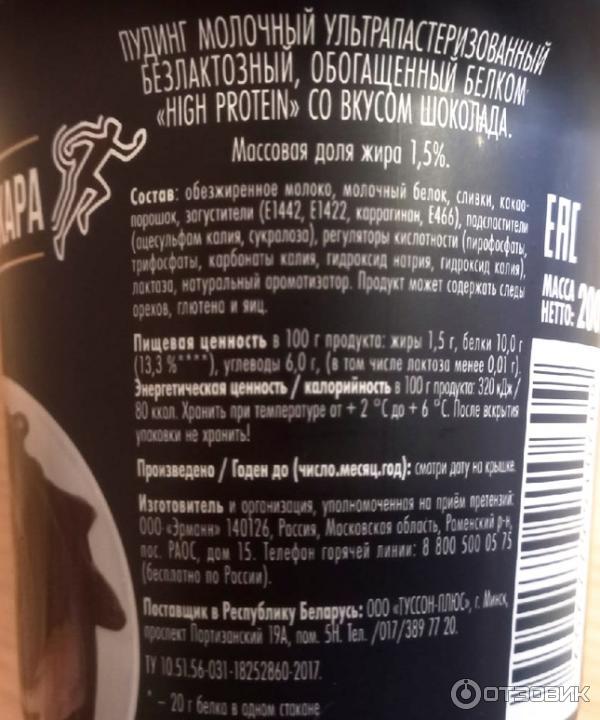 ПУДИНГ МОЛОЧНЫЙ УЛЬТРАПАСТЕРИЗОВАННЫЙ
БЕЗЛАКТОЗНЫЙ, ОБОГАЩЕННЫЙ БЕЛКОМ
«HIGH PROTEIN» СО ВКУСОМ ШОКОЛАДА.
Массовая доля жира 1,5%.
Состав: обезжиренное молоко, молочный белок, сливки, какао-
порошок, загустители (Е1442, Е1422, каррагинан, Е466), подсластители
(ацесульфам калия, сукралоза), регуляторы кислотности (пирофосфаты,
трифосфаты, карбонаты калия, гидроксид натрия, гидроксид калия),
лактаза, натуральный ароматизатор. Продукт может содержать следы
орехов, глютена и яиц.
Пищевая ценность в 100 г продукта: жиры 1,5 г, белки 10,0 г
(13,3 %****), углеводы 6,0 г, (в том числе лактоза менее 0,01 г).
Энергетическая ценность / калорийность в 100 г продукта: 320 кДж /
80 ккал. Хранить при температуре от + 2 °С до + 6 °С. После вскрытия
упаковки не хранить!
Произведено / Годен до (число.месяц.год): смотри дату на крышке.
Изготовитель и организация, уполномоченная на приём претензий:
ООО «Эрманн» 140126, Россия, Московская область, Раменский р-н,
пос. РАОС, дом 15. Телефон горячей линии: 8 800 500 05 75
(бесплатно по России).
Поставщик в Республику Беларусь: ООО «ТУССОН-ПЛЮС», г. Минск,
проспект Партизанский 19А, пом. 5Н. Тел. /017/389 77 20.
ТУ 10.51.56-031-18252860-2017.
* – 20 г белка в одном стакане
КАРА
ЕАС
МАССА
НЕТТО: 200
ОТЗОВИК